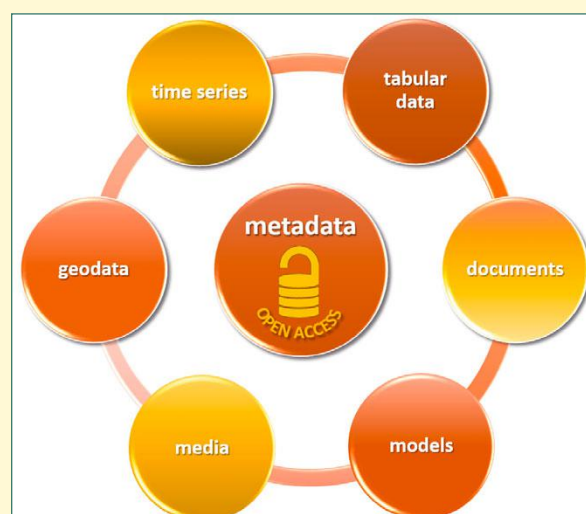 time series
tabular
data
geodata
metadata
OPEN ACCESS
documents
media
models